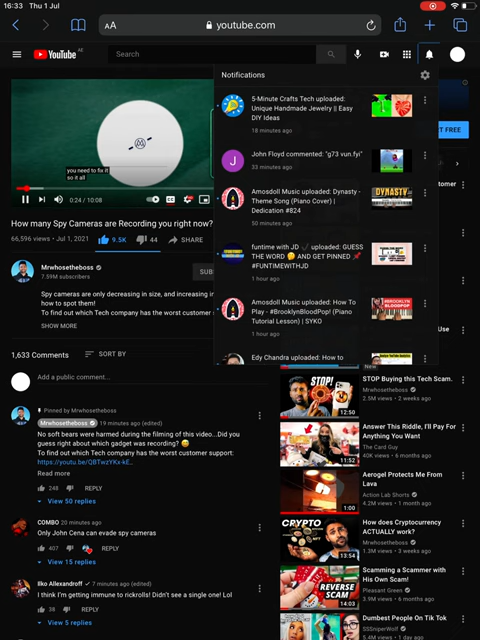 16:33 Thu 1 Jul
AA youtube.com
YouTube AE Search
Notifications
5-Minute Crafts Tech uploaded:
Unique Handmade Jewelry || Easy
DIY Ideas
18 minutes ago
John Floyd commented: "g73 vun.fyi"
33 minutes ago
Amosdoll Music uploaded: Dynasty -
Theme Song (Piano Cover) |
Dedication #824
50 minutes ago
DYNASTY
funtime with JD uploaded: GUESS
THE WORD 🤔 AND GET PINNED 📌
#FUNTIMEWITHJD
1 hour ago
Amosdoll Music uploaded: How To
Play - #BrooklynBloodPop! (Piano
Tutorial Lesson) | SYKO
1 hour ago
#BROOKLYN
BLOODPOP
Edy Chandra uploaded: How to
T FREE
tomer
Use
you need to fix it
so it all
0:24 / 10:08
CC
How many Spy Cameras are Recording you right now?
66,596 views • Jul 1, 2021 9.5K 44 SHARE
Mrwhosetheboss
7.59M subscribers
SUB
Spy cameras are only decreasing in size, and increasing in
how to spot them!
To find out which Tech company has the worst customer
SHOW MORE
1,633 Comments SORT BY
Add a public comment...
Pinned by Mrwhosetheboss
Mrwhosetheboss 19 minutes ago (edited)
No soft bears were harmed during the filming of this video...Did you
guess right about which gadget was recording? 😅
To find out which Tech company has the worst customer support:
https://youtu.be/QBTwzYKx-kE...
Read more
248 REPLY
View 50 replies
COMBO 20 minutes ago
Only John Cena can evade spy cameras
407 REPLY
View 15 replies
Ilko Allexandroff 7 minutes ago (edited)
I think I'm getting immune to rickrolls! Didn't see a single one! Lol
38 REPLY
View 5 replies
New
STOP!
12:50
STOP Buying this Tech Scam.
Mrwhosetheboss
2.5M views • 2 weeks ago
11:52
Answer This Riddle, I'll Pay For
Anything You Want
The Card Guy
40K views • 6 months ago
1:00
Aerogel Protects Me From
Lava
Action Lab Shorts
4.2M views • 1 month ago
CRYPTO
13:54
How does Cryptocurrency
ACTUALLY work?
Mrwhosetheboss
1.3M views • 3 weeks ago
REVERSE
SCAM
14:03
Scamming a Scammer with
His Own Scam!
Pleasant Green
3.9M views • 6 months ago
Dumbest People On Tik Tok
SSSniperWolf
5.4M views • 1 day ago